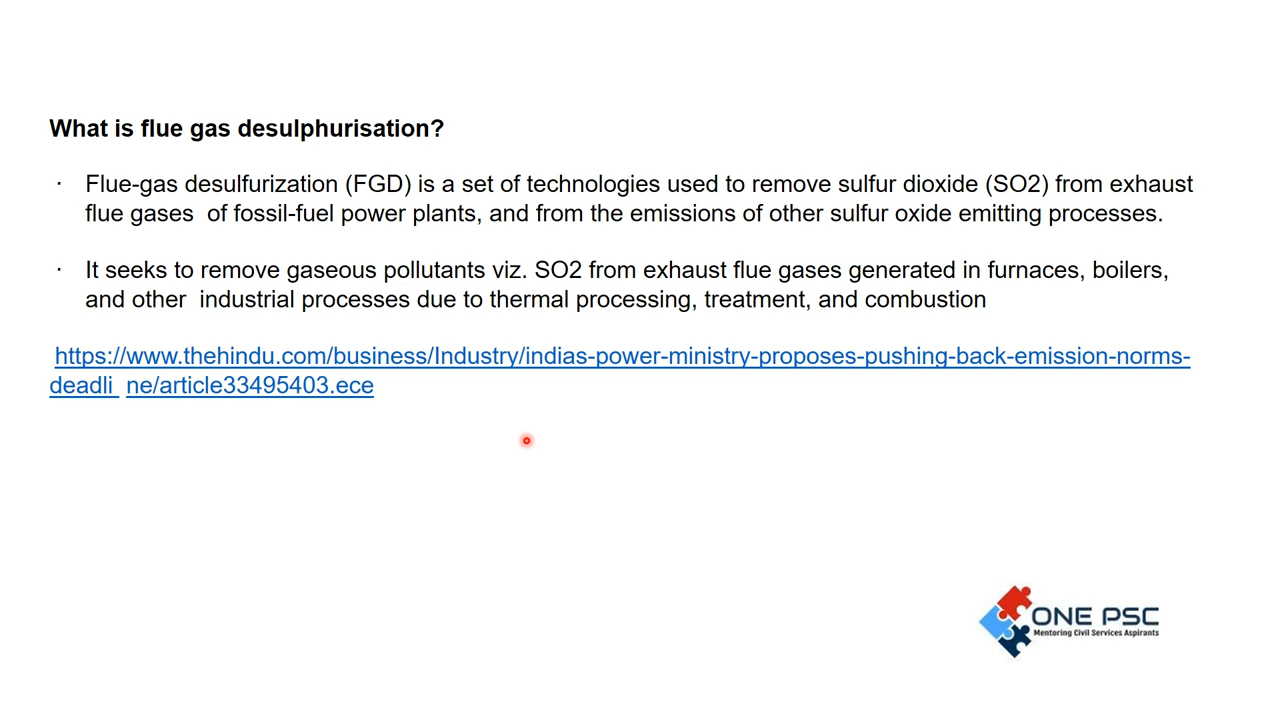 What is flue gas desulphurisation?
· Flue-gas desulfurization (FGD) is a set of technologies used to remove sulfur dioxide (SO2) from exhaust
flue gases  of fossil-fuel power plants, and from the emissions of other sulfur oxide emitting processes.
· It seeks to remove gaseous pollutants viz. SO2 from exhaust flue gases generated in furnaces, boilers,
and other  industrial processes due to thermal processing, treatment, and combustion
https://www.thehindu.com/business/Industry/indias-power-ministry-proposes-pushing-back-emission-norms-
deadli  ne/article33495403.ece
ONE PSC
Mentoring Civil Services Aspirants